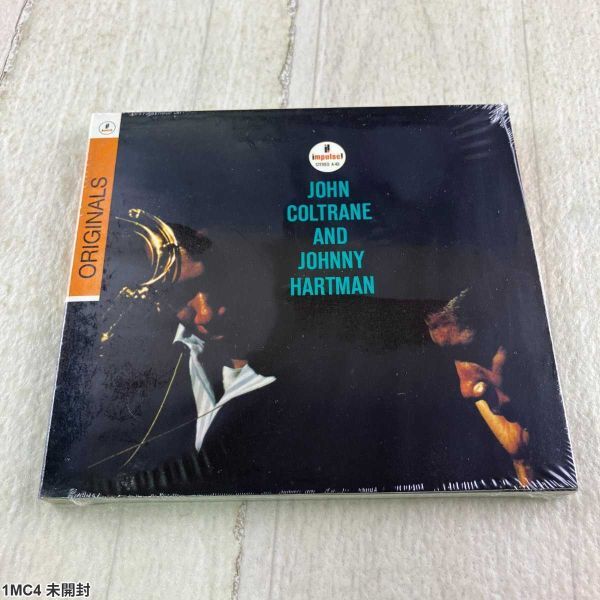 ORIGINALS
impulse!
STEREO A-40
JOHN
COLTRANE
AND
JOHNNY
HARTMAN
1MC4 未開封